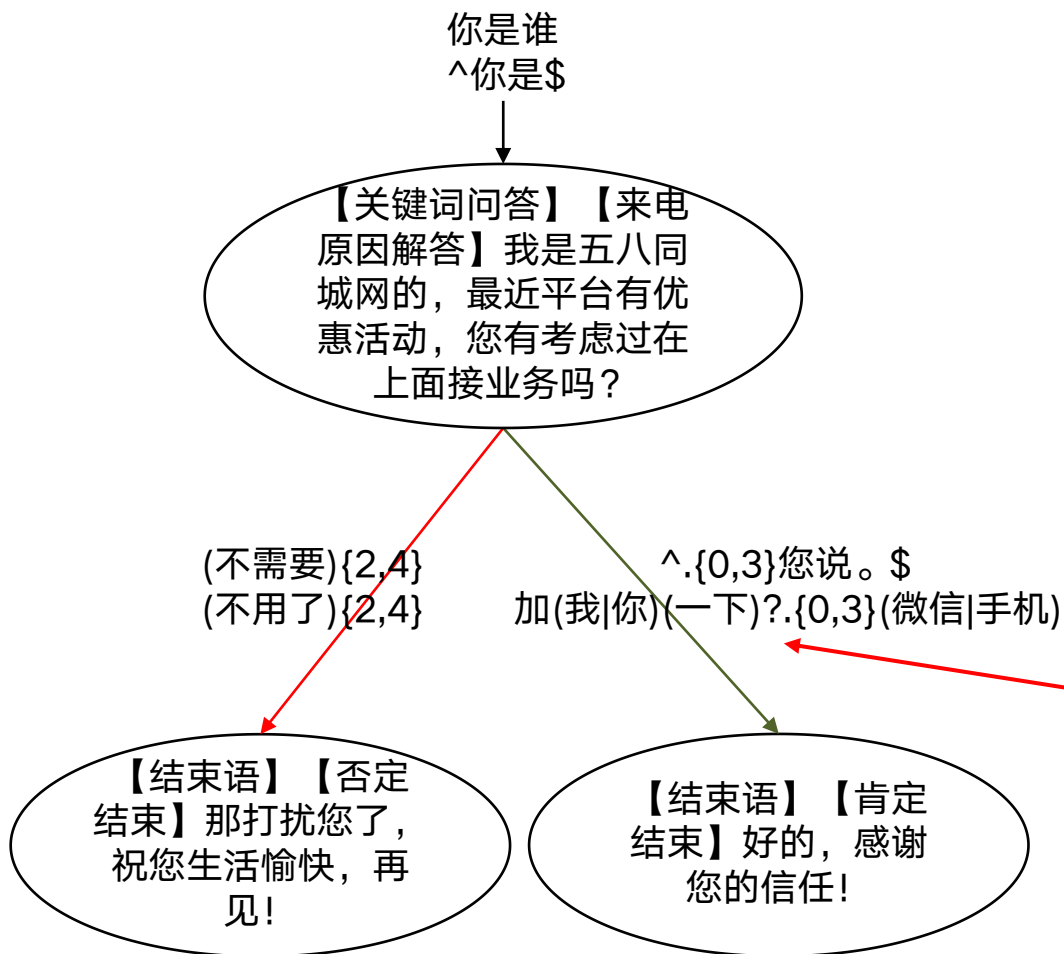 你是谁
^你是$
【关键词问答】【来电
原因解答】我是五八同
城网的，最近平台有优
惠活动，您有考虑过在
上面接业务吗？
(不需要){2,4}
(不用了){2,4}
^.{0,3}您说。$
加(我|你)(一下)?.{0,3}(微信|手机)
【结束语】【否定
结束】那打扰您了，
祝您生活愉快，再
见！
【结束语】【肯定
结束】好的，感谢
您的信任！